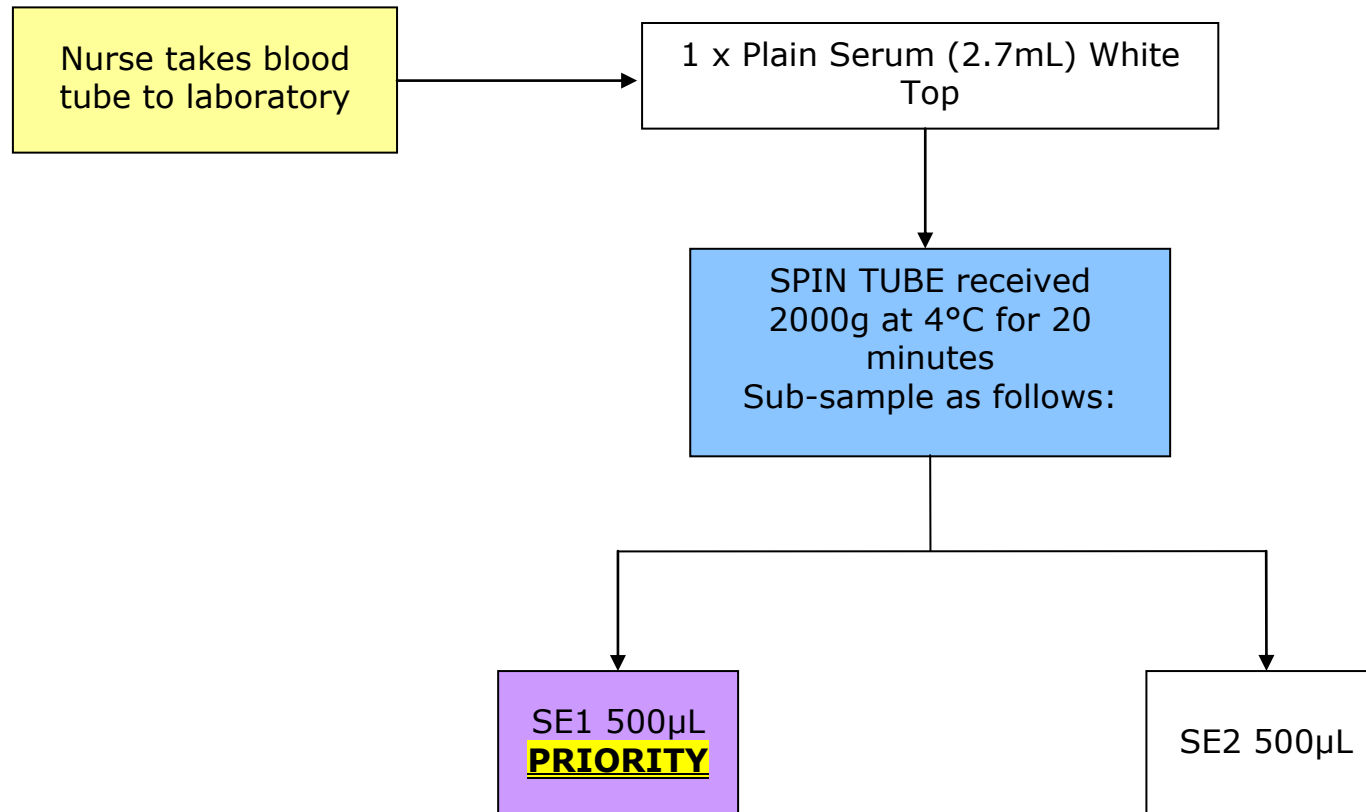 Nurse takes blood
tube to laboratory
1 x Plain Serum (2.7mL) White
Top
SPIN TUBE received
2000g at 4°C for 20
minutes
Sub-sample as follows:
SE1 500µL
PRIORITY
SE2 500µL